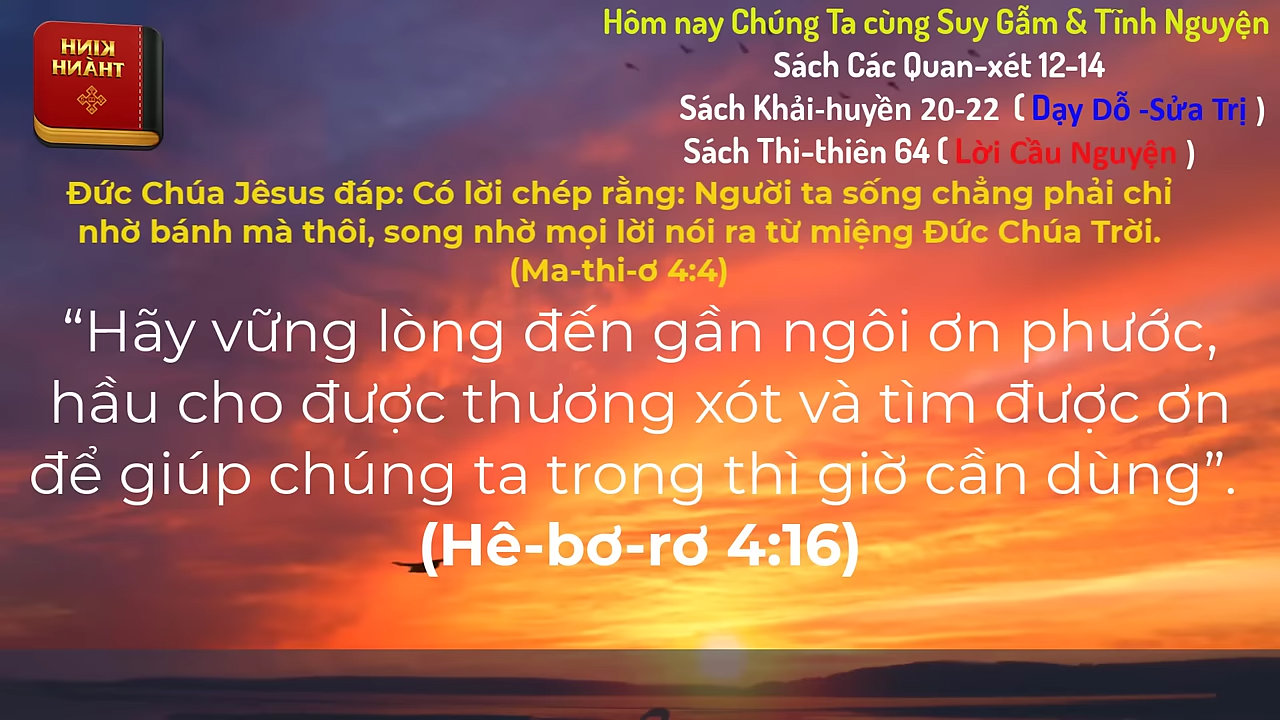 KINH
THÁNH
Hôm nay Chúng Ta cùng Suy Gẫm & Tĩnh Nguyện
Sách Các Quan-xét 12-14
Sách Khải-huyền 20-22 ( Dạy Dỗ -Sửa Trị )
Sách Thi-thiên 64 ( Lời Cầu Nguyện )
Đức Chúa Jêsus đáp: Có lời chép rằng: Người ta sống chẳng phải chỉ
nhờ bánh mà thôi, song nhờ mọi lời nói ra từ miệng Đức Chúa Trời.
(Ma-thi-ơ 4:4)
“Hãy vững lòng đến gần ngôi ơn phước,
hầu cho được thương xót và tìm được ơn
để giúp chúng ta trong thì giờ cần dùng”.
(Hê-bơ-rơ 4:16)